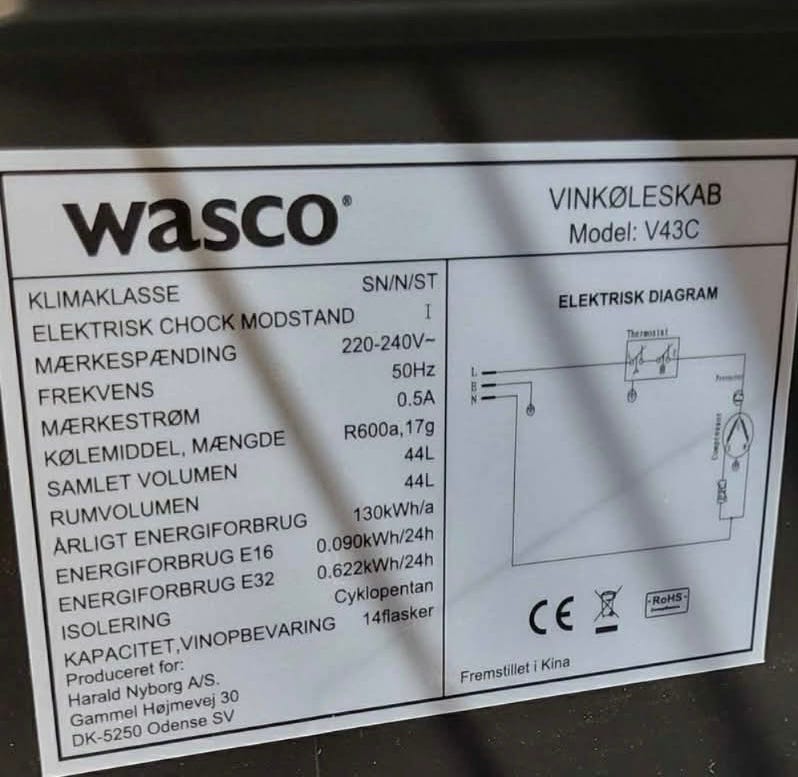 wasco®
VINKØLESKAB
Model: V43C
KLIMAKLASSE SN/N/ST
ELEKTRISK CHOCK MODSTAND I
MÆRKESPÆNDING 220-240V~
FREKVENS 50Hz
MÆRKESTRØM 0.5A
KØLEMIDDEL, MÆNGDE R600a,17g
SAMLET VOLUMEN 44L
RUMVOLUMEN 44L
ÅRLIGT ENERGIFORBRUG 130kWh/a
ENERGIFORBRUG E16 0.090kWh/24h
ENERGIFORBRUG E32 0.622kWh/24h
ISOLERING Cyklopentan
KAPACITET,VINOPBEVARING 14flasker
Produceret for:
Harald Nyborg A/S.
Gammel Højmevej 30
DK-5250 Odense SV
ELEKTRISK DIAGRAM
Thermostat
L
E
N
Compressor
CE
RoHS
Fremstillet i Kina